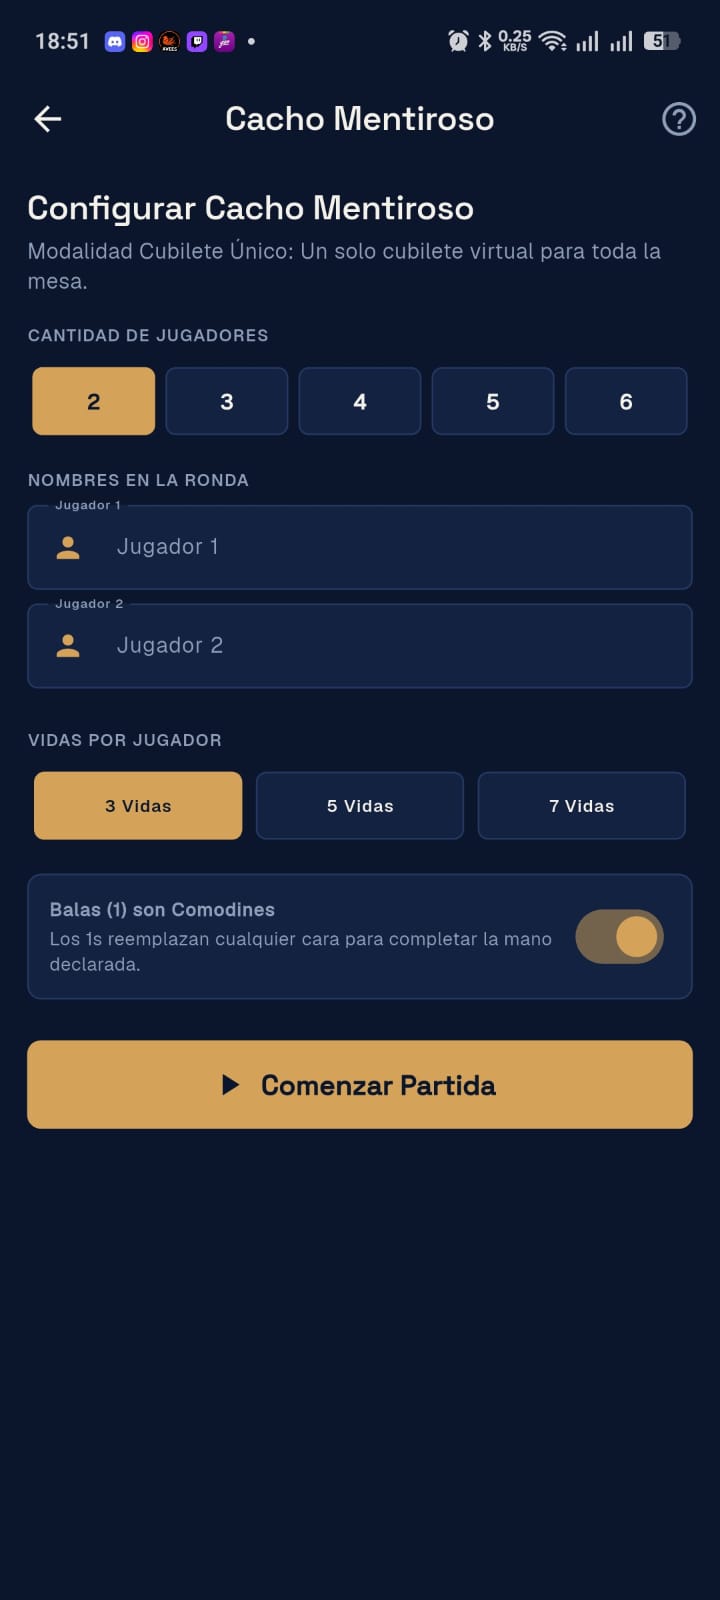 18:51
0.25
KB/S
51
Cacho Mentiroso
Configurar Cacho Mentiroso
Modalidad Cubilete Único: Un solo cubilete virtual para toda la
mesa.
CANTIDAD DE JUGADORES
2 3 4 5 6
NOMBRES EN LA RONDA
Jugador 1
Jugador 1
Jugador 2
Jugador 2
VIDAS POR JUGADOR
3 Vidas 5 Vidas 7 Vidas
Balas (1) son Comodines
Los 1s reemplazan cualquier cara para completar la mano
declarada.
Comenzar Partida